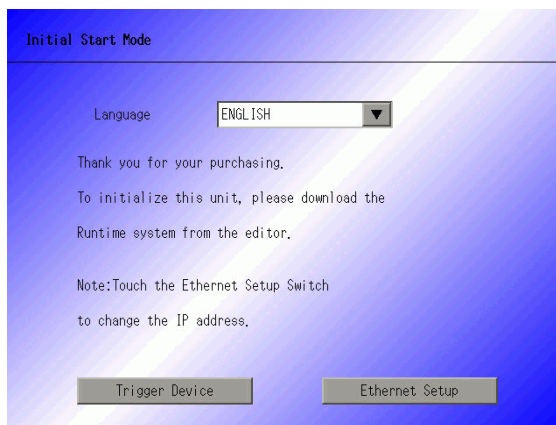 Initial Start Mode
Language ENGLISH
Thank you for your purchasing.
To initialize this unit, please download the
Runtime system from the editor.
Note:Touch the Ethernet Setup Switch
to change the IP address.
Trigger Device Ethernet Setup